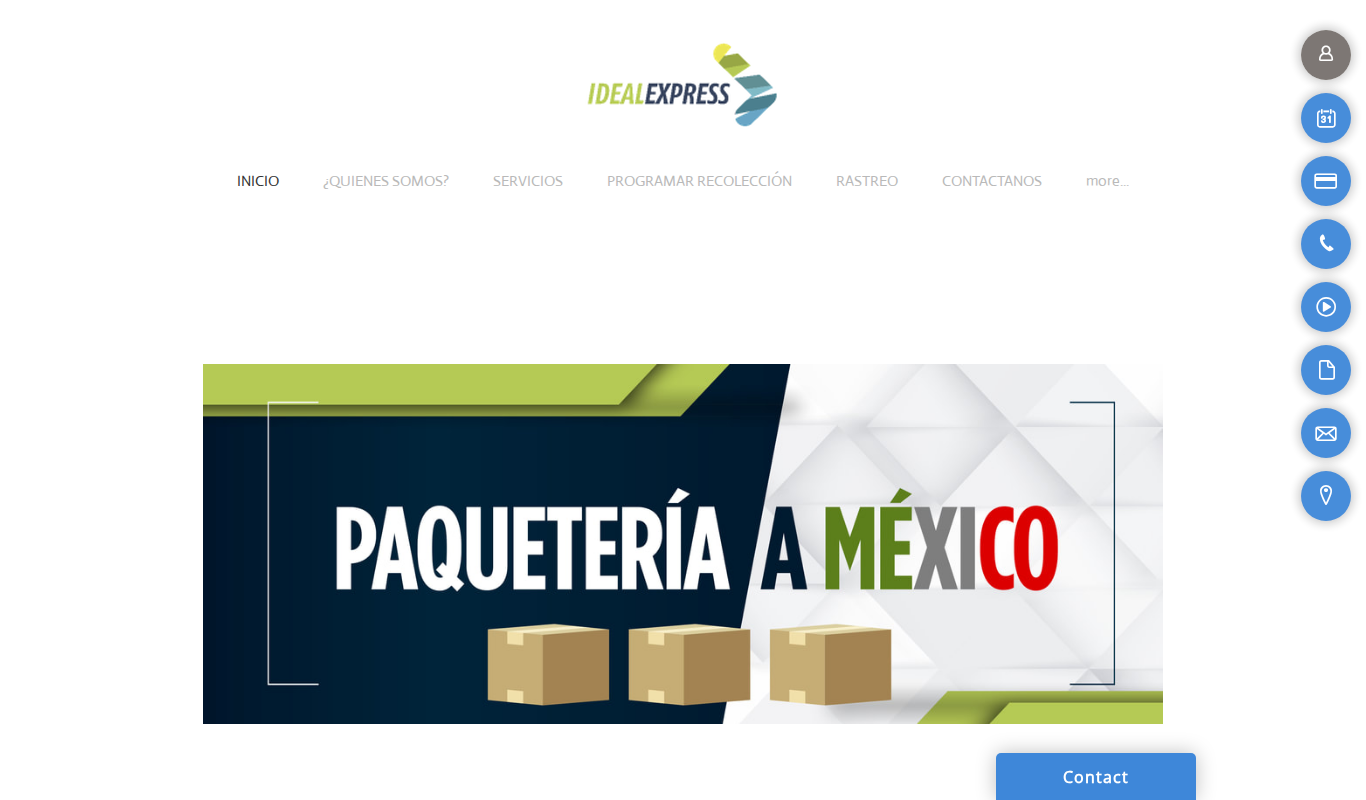 IDEALEXPRESS
INICIO ¿QUIENES SOMOS? SERVICIOS PROGRAMAR RECOLECCIÓN RASTREO CONTACTANOS more...
31
PAQUETERÍA A MÉXICO
Contact